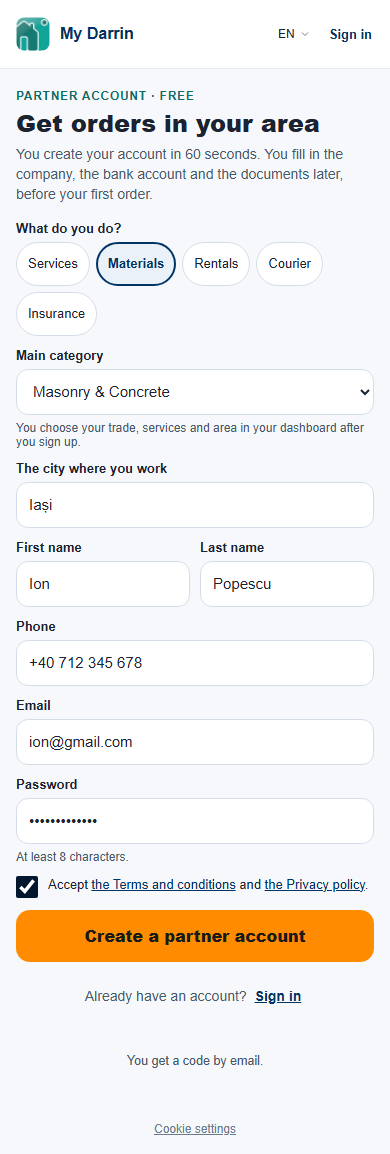 My Darrin
EN
Sign in
PARTNER ACCOUNT · FREE
Get orders in your area
You create your account in 60 seconds. You fill in the
company, the bank account and the documents later,
before your first order.
What do you do?
Services
Materials
Rentals
Courier
Insurance
Main category
Masonry & Concrete
You choose your trade, services and area in your dashboard after
you sign up.
The city where you work
Iași
First name
Last name
Ion
Popescu
Phone
+40 712 345 678
Email
ion@gmail.com
Password
•••••••••••••
At least 8 characters.
Accept the Terms and conditions and the Privacy policy.
Create a partner account
Already have an account? Sign in
You get a code by email.
Cookie settings